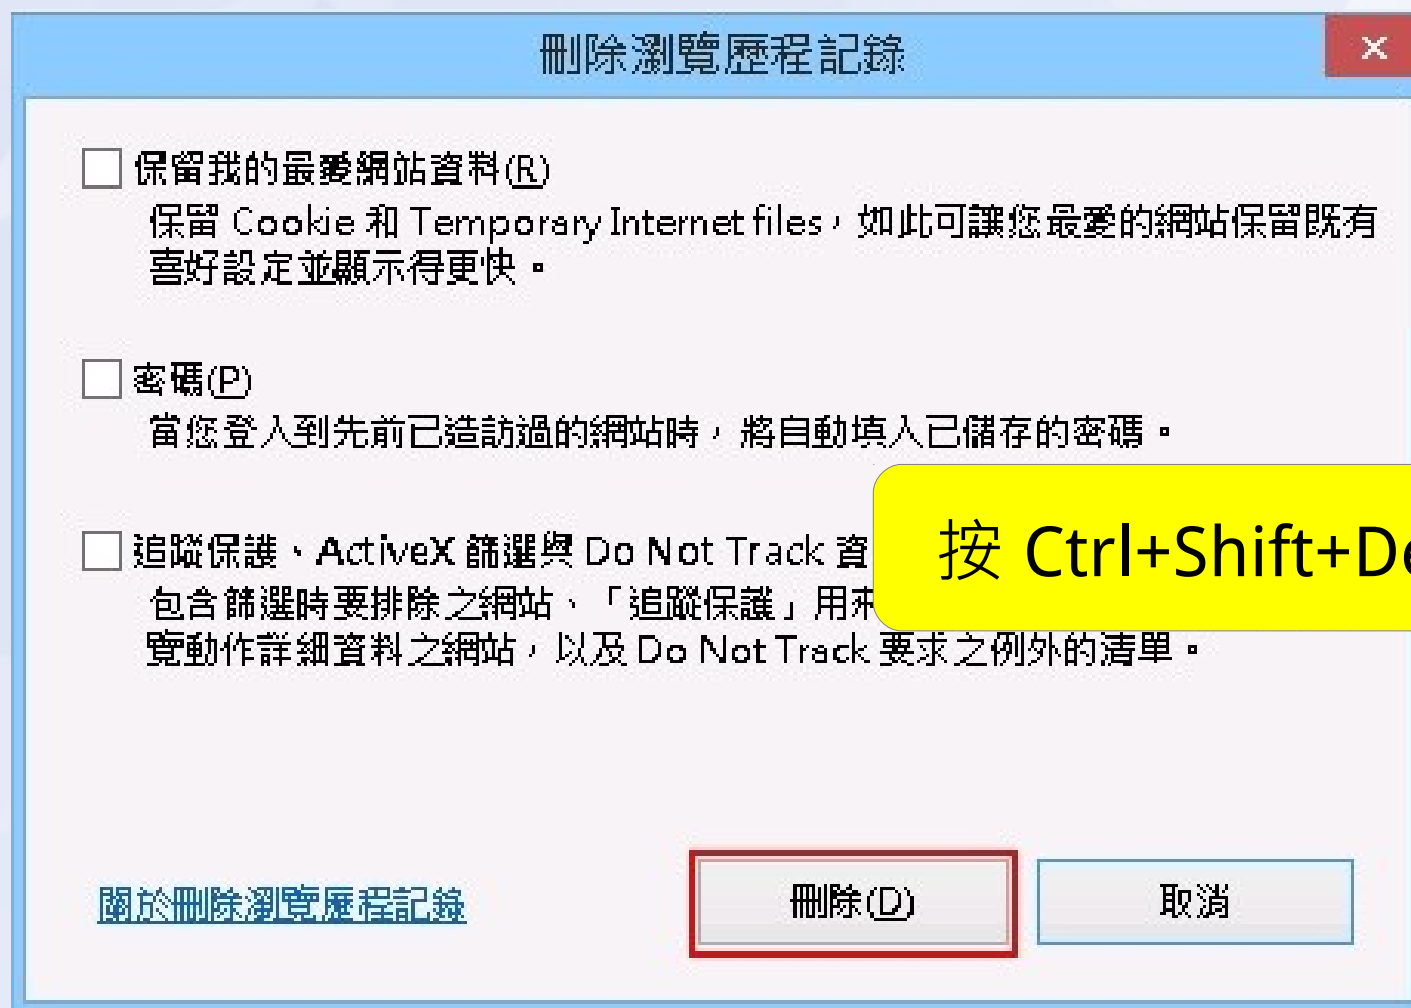 刪除瀏覽歷程記錄
保留我的最愛網站資料(R)
保留 Cookie 和 Temporary Internet files，如此可讓您最愛的網站保留既有
喜好設定並顯示得更快。
密碼(P)
當您登入到先前已造訪過的網站時，將自動填入已儲存的密碼。
追蹤保護、ActiveX 篩選與 Do Not Track 資
按 Ctrl+Shift+De
包含篩選時要排除之網站、「追蹤保護」用來
覽動作詳細資料之網站，以及 Do Not Track 要求之例外的清單。
關於刪除瀏覽歷程記錄
刪除(D)
取消